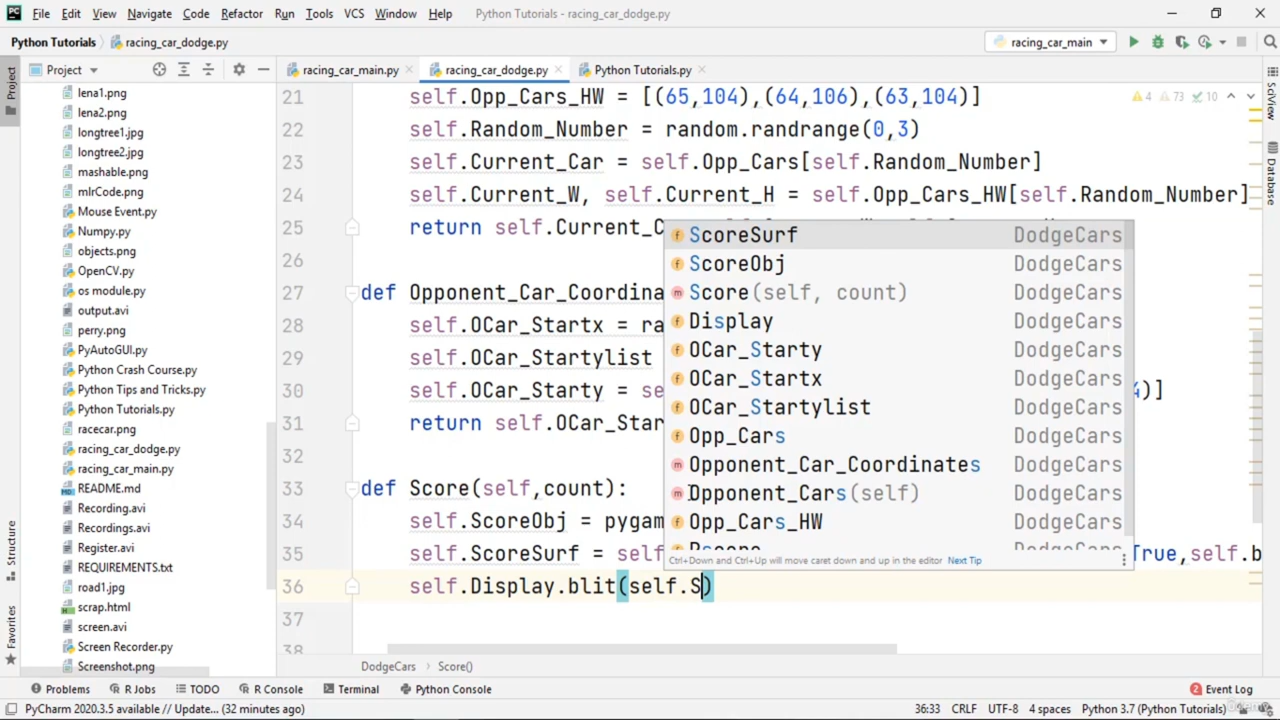 File Edit View Navigate Code Refactor Run Tools VCS Window Help Python Tutorials - racing_car_dodge.py
Python Tutorials racing_car_dodge.py racing_car_main
Project racing_car_main.py racing_car_dodge.py Python Tutorials.py
Project
SciView
Database
Structure
Favorites
lena1.png
lena2.png
longtree1.jpg
longtree2.jpg
mashable.png
mlrCode.png
Mouse Event.py
Numpy.py
objects.png
OpenCV.py
os module.py
output.avi
perry.png
PyAutoGUI.py
Python Crash Course.py
Python Tips and Tricks.py
Python Tutorials.py
racecar.png
racing_car_dodge.py
racing_car_main.py
README.md
Recording.avi
Recordings.avi
Register.avi
REQUIREMENTS.txt
road1.jpg
scrap.html
screen.avi
Screen Recorder.py
Screenshot.png
4 73 10
21 self.Opp_Cars_HW = [(65,104),(64,106),(63,104)]
22 self.Random_Number = random.randrange(0,3)
23 self.Current_Car = self.Opp_Cars[self.Random_Number]
24 self.Current_W, self.Current_H = self.Opp_Cars_HW[self.Random_Number]
25 return self.Current_C
26
27 def Opponent_Car_Coordina
28 self.OCar_Startx = ra
29 self.OCar_Startylist
30 self.OCar_Starty = se 4)]
31 return self.OCar_Star
32
33 def Score(self,count):
34 self.ScoreObj = pygam
35 self.ScoreSurf = self True,self.b
36 self.Display.blit(self.S)
37
38
ScoreSurf DodgeCars
ScoreObj DodgeCars
Score(self, count) DodgeCars
Display DodgeCars
OCar_Starty DodgeCars
OCar_Startx DodgeCars
OCar_Startylist DodgeCars
Opp_Cars DodgeCars
Opponent_Car_Coordinates DodgeCars
Opponent_Cars(self) DodgeCars
Opp_Cars_HW DodgeCars
Ctrl+Down and Ctrl+Up will move caret down and up in the editor Next Tip
DodgeCars Score()
Problems R Jobs TODO R Console Terminal Python Console 2 Event Log
PyCharm 2020.3.5 available // Update... (32 minutes ago) 36:33 CRLF UTF-8 4 spaces Python 3.7 (Python Tutorials)